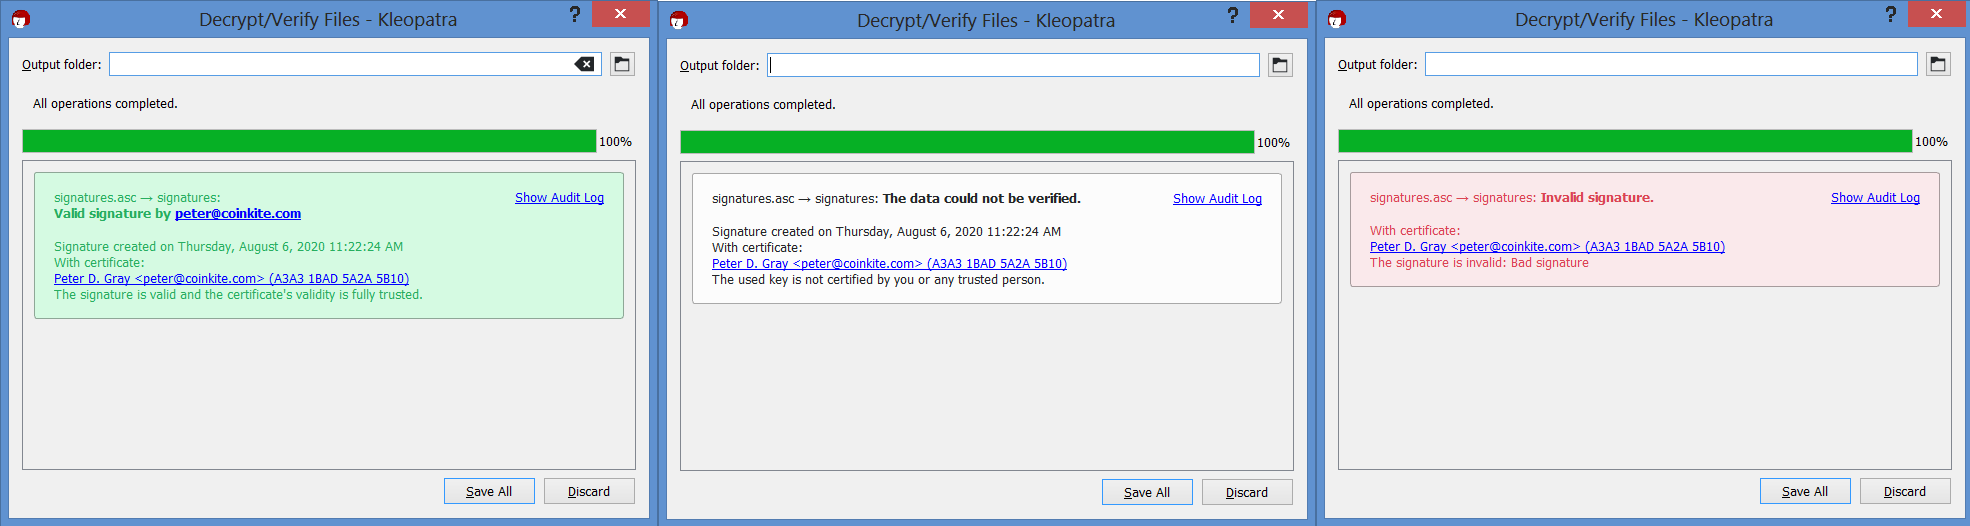 Decrypt/Verify Files - Kleopatra
?
Output folder:
All operations completed.
100%
signatures.asc → signatures:
Show Audit Log
Valid signature by peter@coinkite.com
Signature created on Thursday, August 6, 2020 11:22:24 AM
With certificate:
Peter D. Gray <peter@coinkite.com> (A3A3 1BAD 5A2A 5B10)
The signature is valid and the certificate's validity is fully trusted.
Save All
Discard
Decrypt/Verify Files - Kleopatra
?
Output folder:
All operations completed.
100%
signatures.asc → signatures: The data could not be verified.
Show Audit Log
Signature created on Thursday, August 6, 2020 11:22:24 AM
With certificate:
Peter D. Gray <peter@coinkite.com> (A3A3 1BAD 5A2A 5B10)
The used key is not certified by you or any trusted person.
Save All
Discard
Decrypt/Verify Files - Kleopatra
?
Output folder:
All operations completed.
100%
signatures.asc → signatures: Invalid signature.
Show Audit Log
With certificate:
Peter D. Gray <peter@coinkite.com> (A3A3 1BAD 5A2A 5B10)
The signature is invalid: Bad signature
Save All
Discard